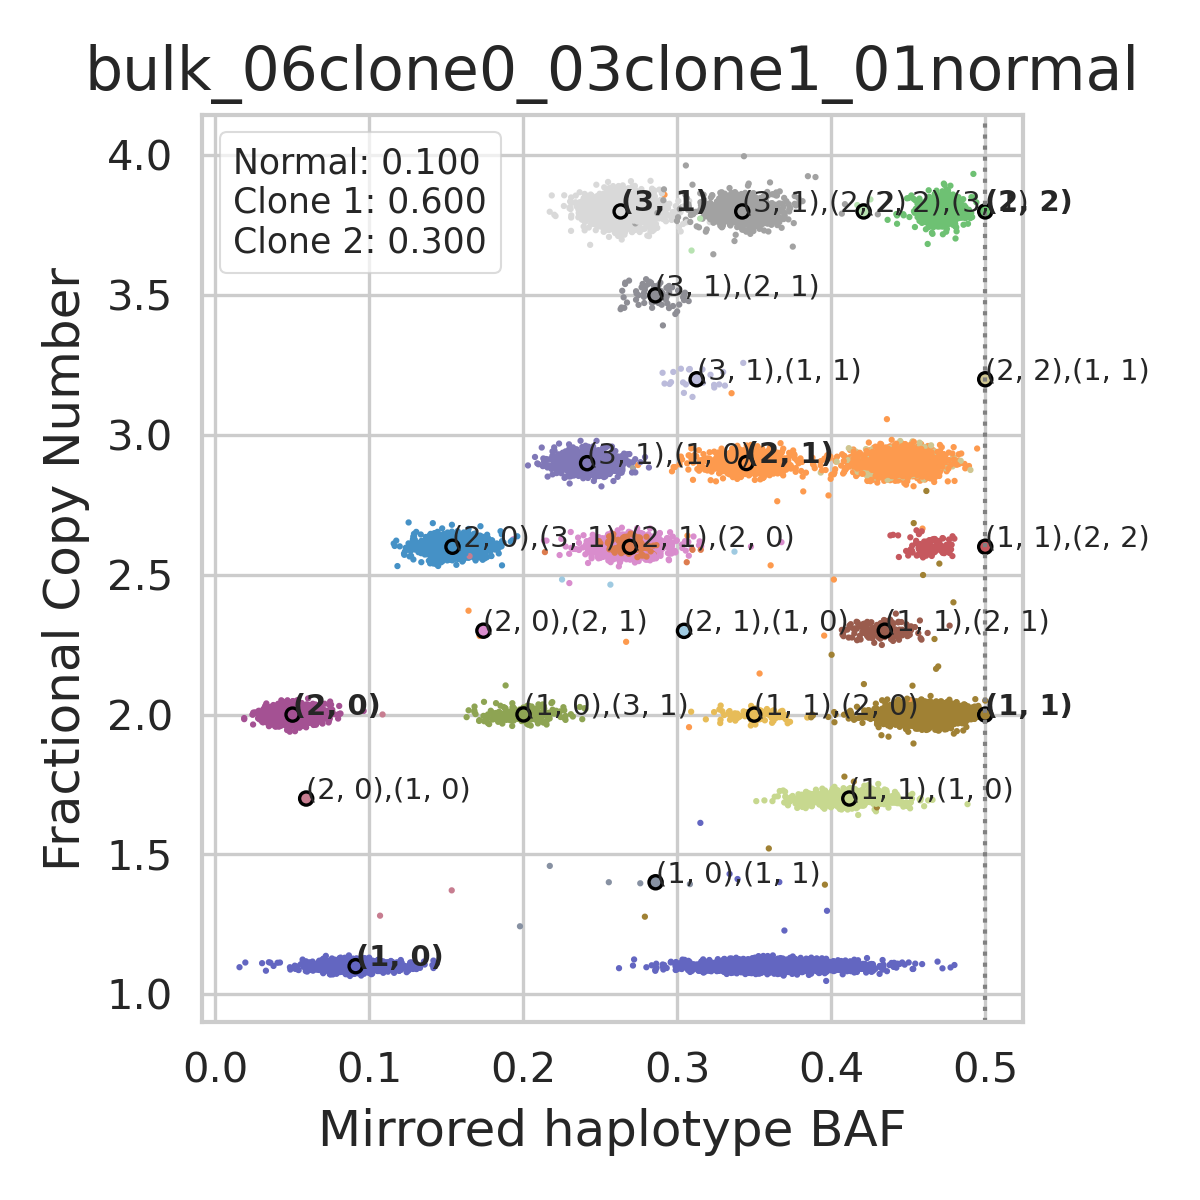 bulk_06clone0_03clone1_01normal
Normal: 0.100
Clone 1: 0.600
Clone 2: 0.300
(3, 1) (3, 1),(2, 2) (2, 2),(3, 1) (2, 2)
(3, 1),(2, 1)
(3, 1),(1, 1) (2, 2),(1, 1)
(3, 1),(1, 0) (2, 1)
(2, 0),(3, 1) (2, 1),(2, 0) (1, 1),(2, 2)
(2, 0),(2, 1) (2, 1),(1, 0) (1, 1),(2, 1)
(2, 0) (1, 0),(3, 1) (1, 1),(2, 0) (1, 1)
(2, 0),(1, 0) (1, 1),(1, 0)
(1, 0),(1, 1)
(1, 0)
4.0
3.5
3.0
2.5
2.0
1.5
1.0
Fractional Copy Number
0.0 0.1 0.2 0.3 0.4 0.5
Mirrored haplotype BAF